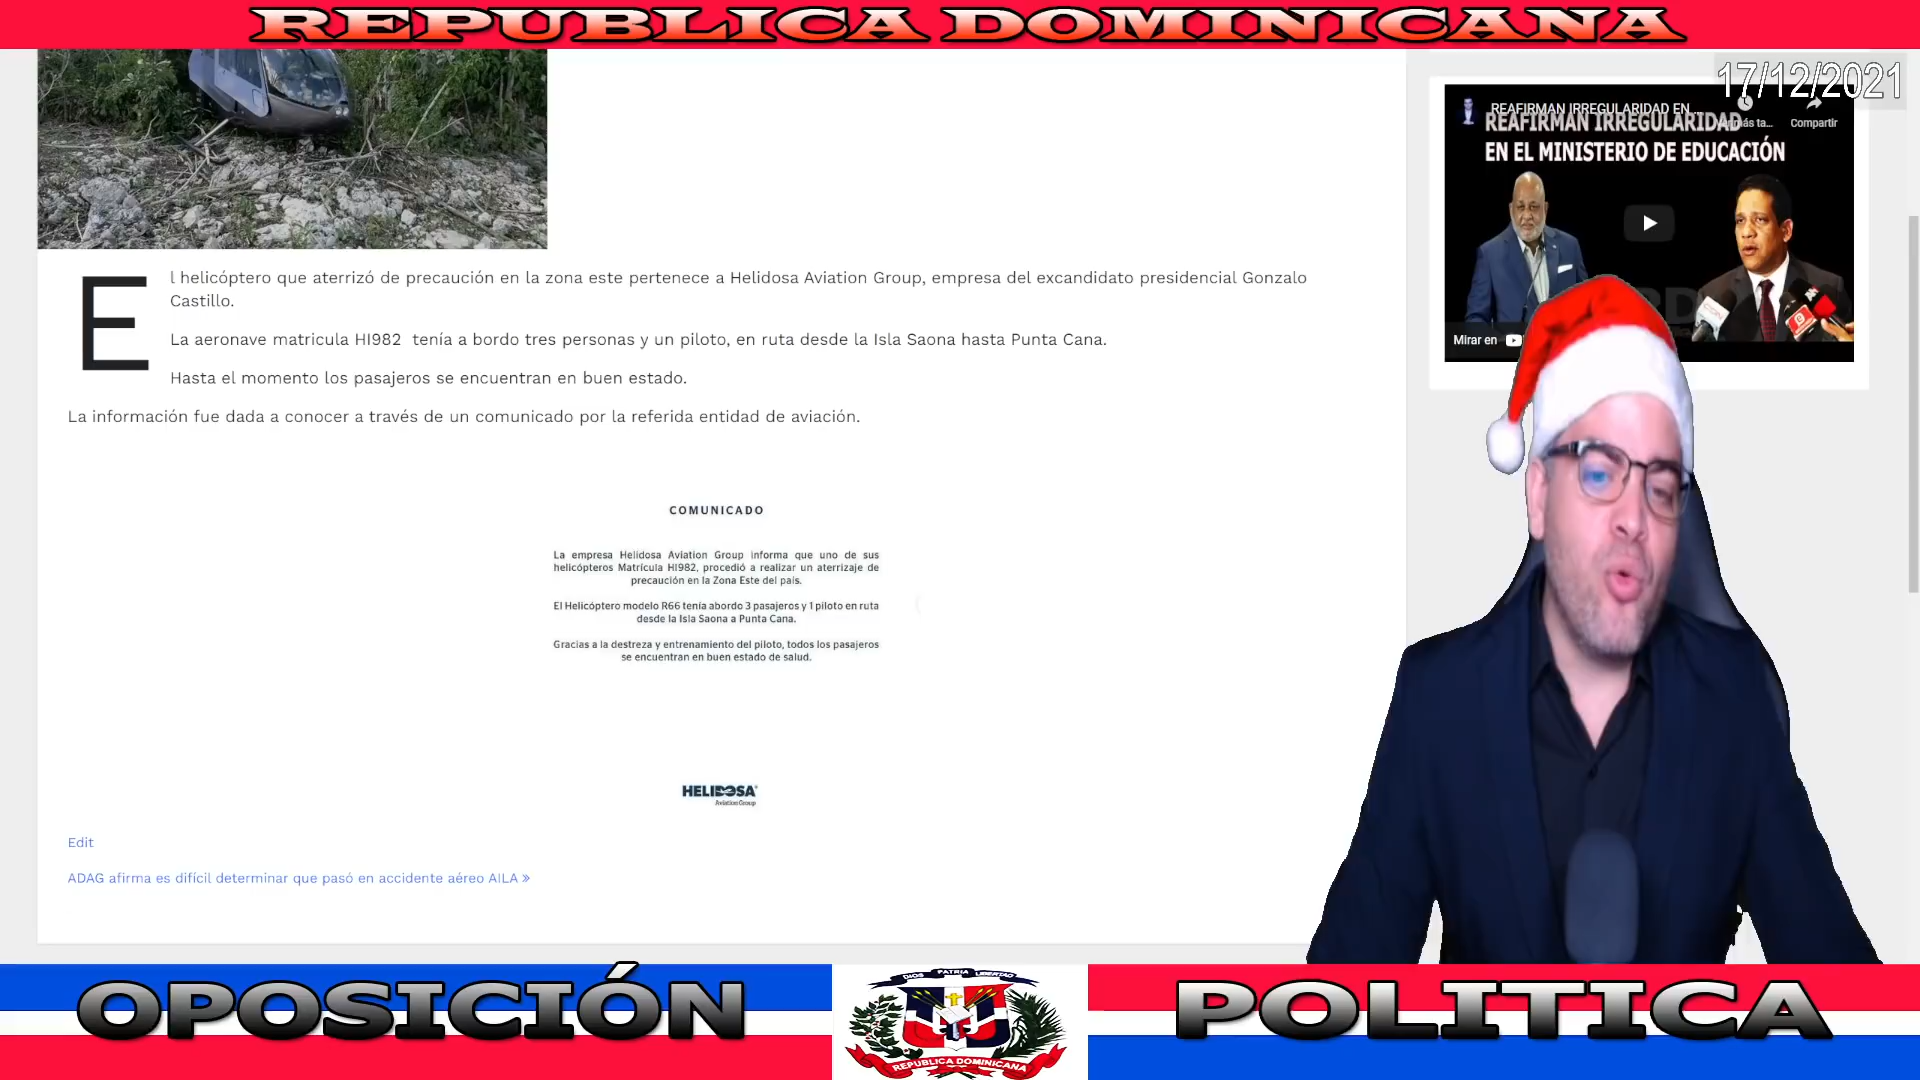 REPUBLICA DOMINICANA
17/12/2021
REAFIRMAN IRREGULARIDAD EN ...
Compartir
REAFIRMAN IRREGULARIDAD
EN EL MINISTERIO DE EDUCACIÓN
Mirar en
El helicóptero que aterrizó de precaución en la zona este pertenece a Helidosa Aviation Group, empresa del excandidato presidencial Gonzalo
Castillo.
La aeronave matricula HI982 tenía a bordo tres personas y un piloto, en ruta desde la Isla Saona hasta Punta Cana.
Hasta el momento los pasajeros se encuentran en buen estado.
La información fue dada a conocer a través de un comunicado por la referida entidad de aviación.
COMUNICADO
La empresa Helidosa Aviation Group informa que uno de sus
helicópteros Matrícula HI982, procedió a realizar un aterrizaje de
precaución en la Zona Este del país.
El Helicóptero modelo R66 tenía abordo 3 pasajeros y 1 piloto en ruta
desde la Isla Saona a Punta Cana.
Gracias a la destreza y entrenamiento del piloto, todos los pasajeros
se encuentran en buen estado de salud.
HELIDOSA
Aviation Group
Edit
ADAG afirma es difícil determinar que pasó en accidente aéreo AILA »
OPOSICIÓN
DIOS PATRIA LIBERTAD
REPUBLICA DOMINICANA
POLITICA